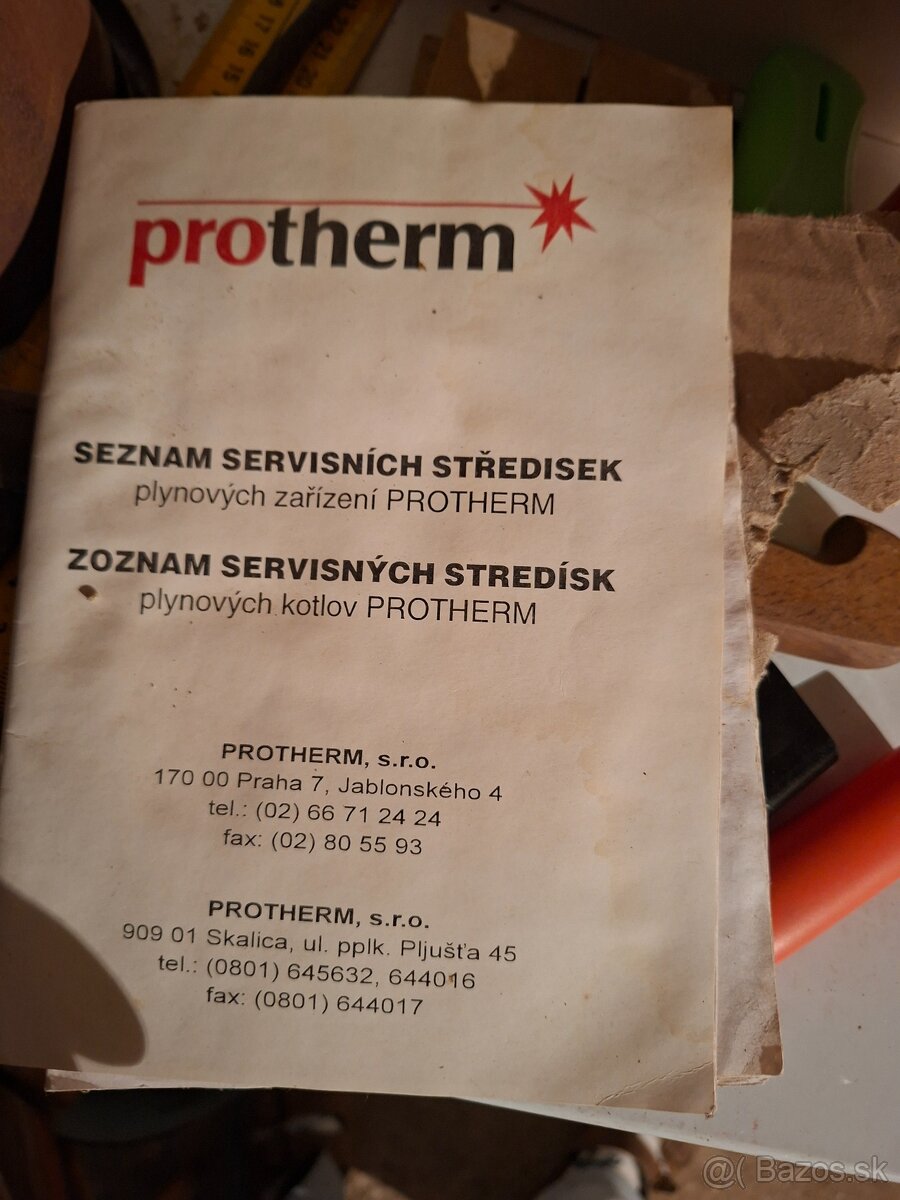 protherm
SEZNAM SERVISNÍCH STŘEDISEK
plynových zařízení PROTHERM
ZOZNAM SERVISNÝCH STREDÍSK
plynových kotlov PROTHERM
PROTHERM, s.r.o.
170 00 Praha 7, Jablonského 4
tel.: (02) 66 71 24 24
fax: (02) 80 55 93
PROTHERM, s.r.o.
909 01 Skalica, ul. pplk. Pljušťa 45
tel.: (0801) 645632, 644016
fax: (0801) 644017
@( Bazos.sk